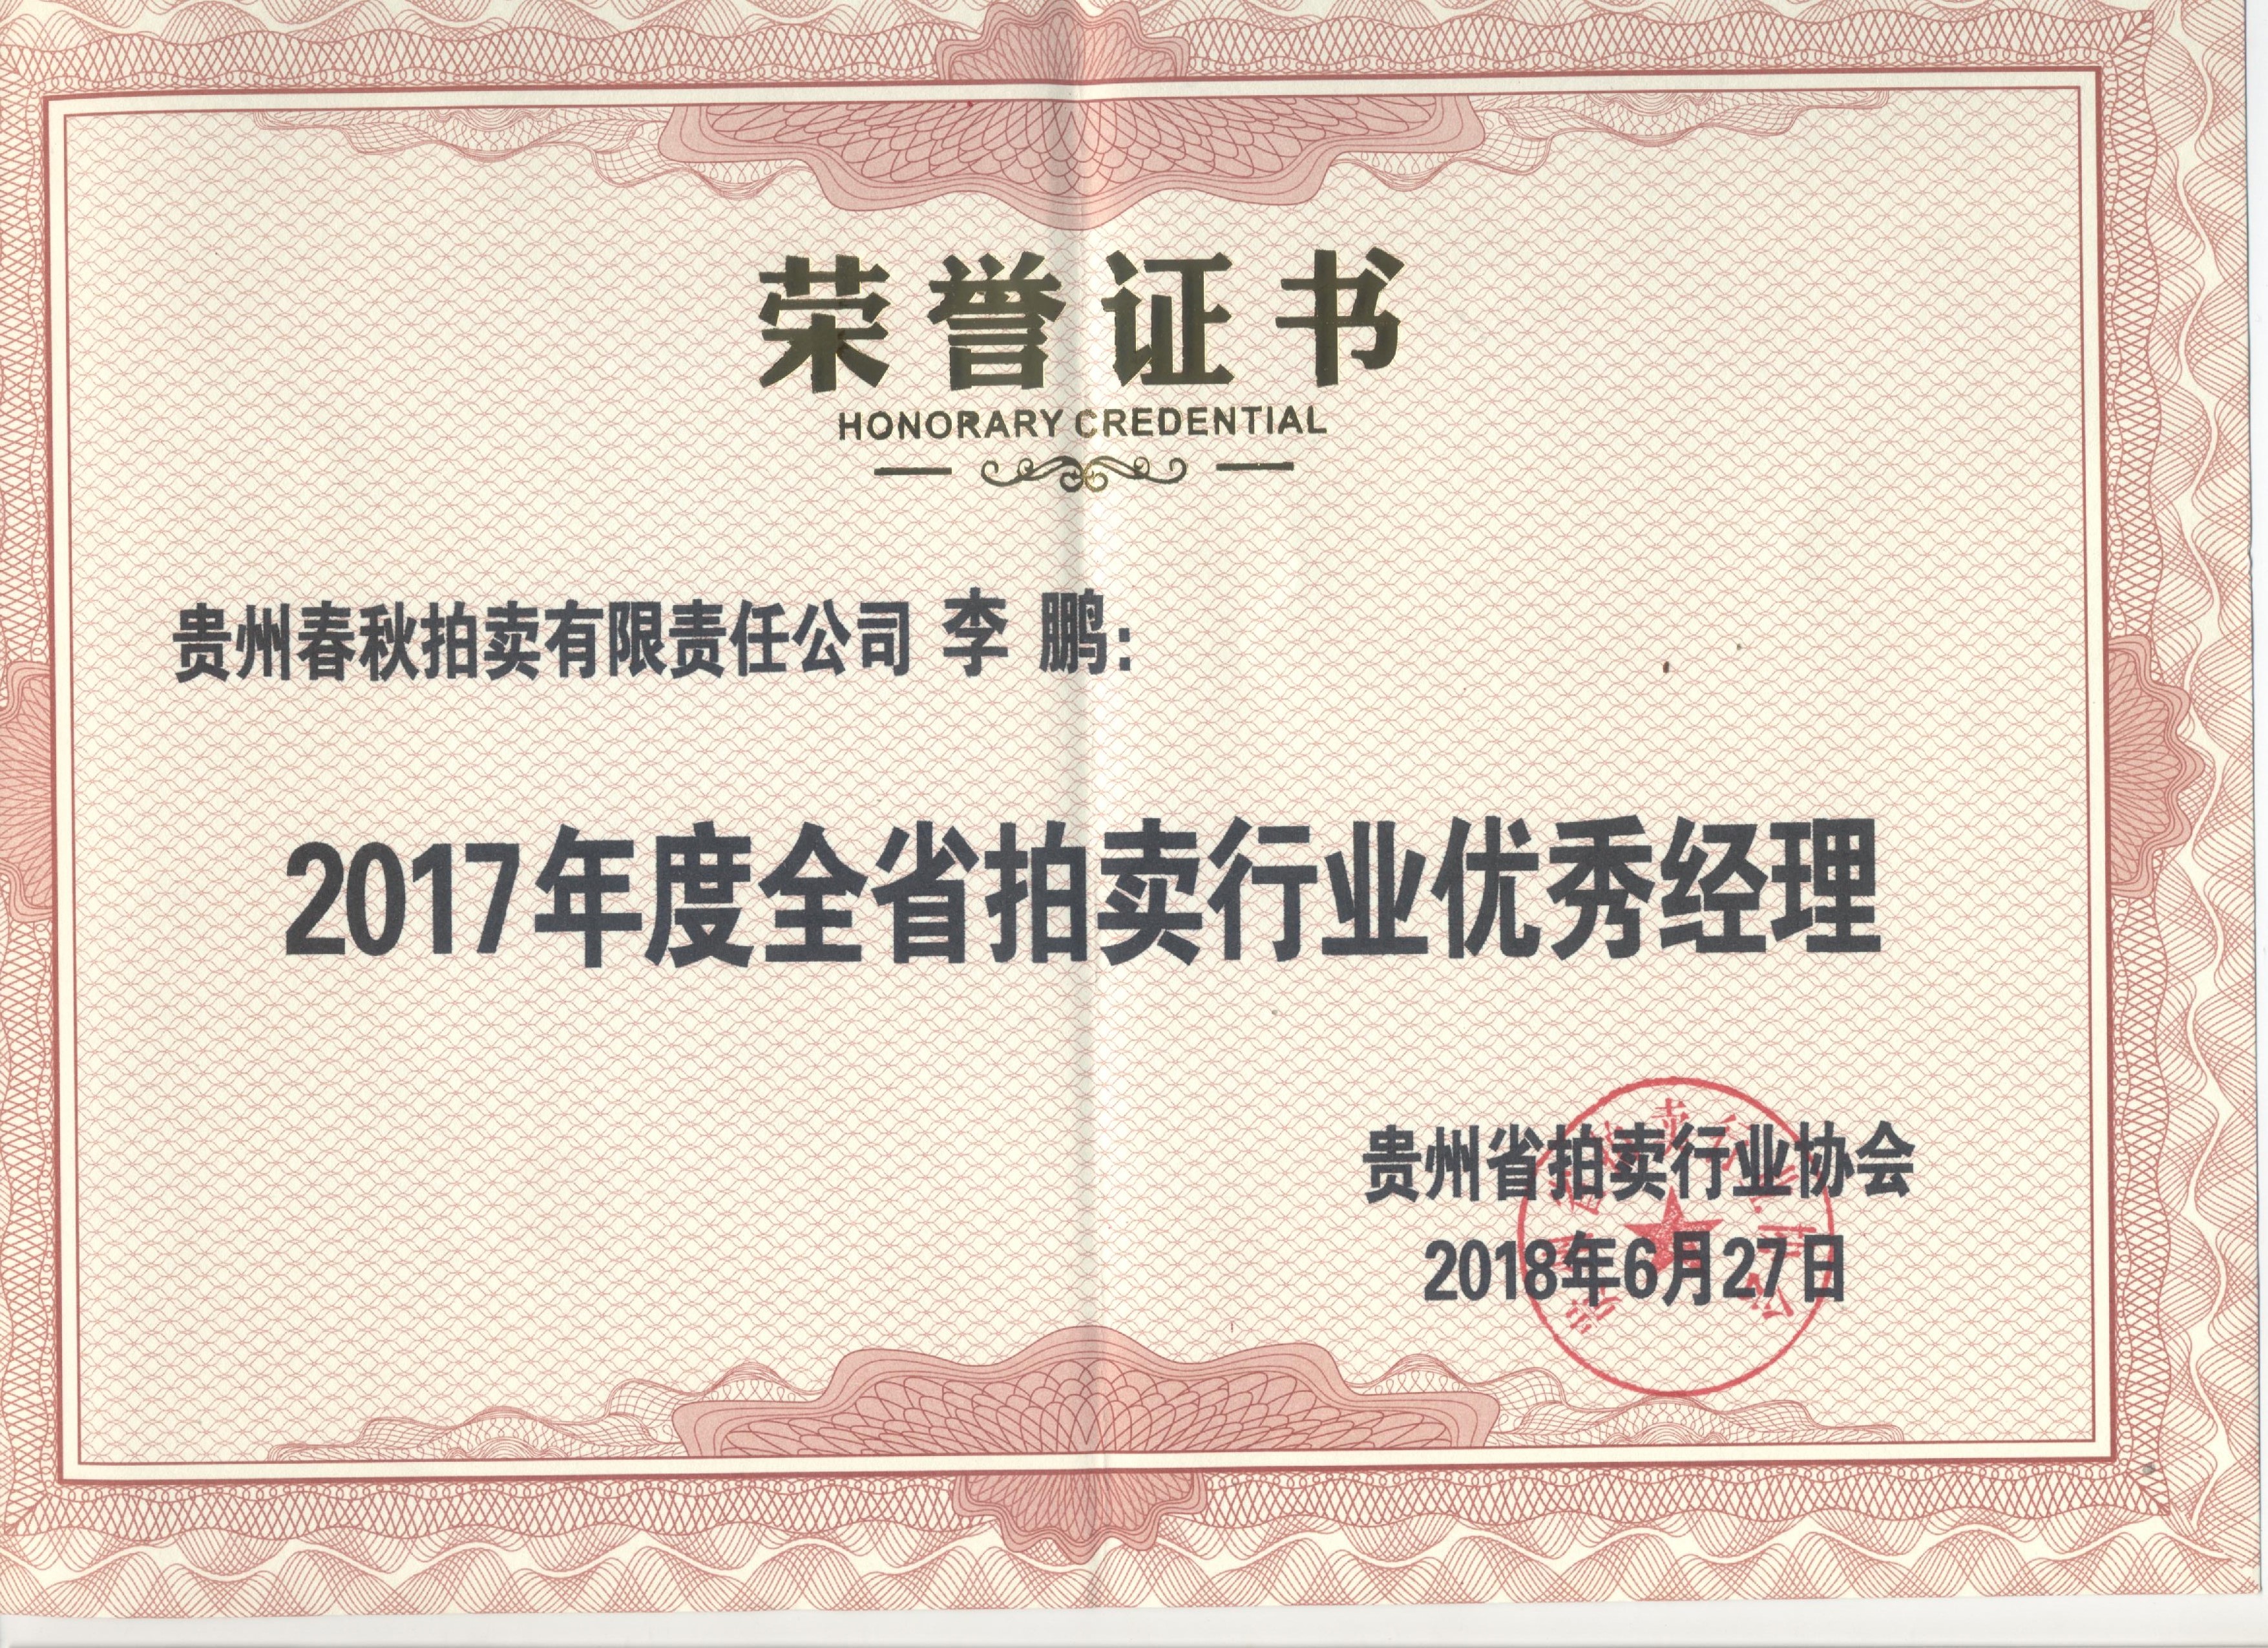 荣誉证书
HONORARY CREDENTIAL
贵州春秋拍卖有限责任公司 李 鹏：
2017年度全省拍卖行业优秀经理
贵州省拍卖行业协会
2018年6月27日